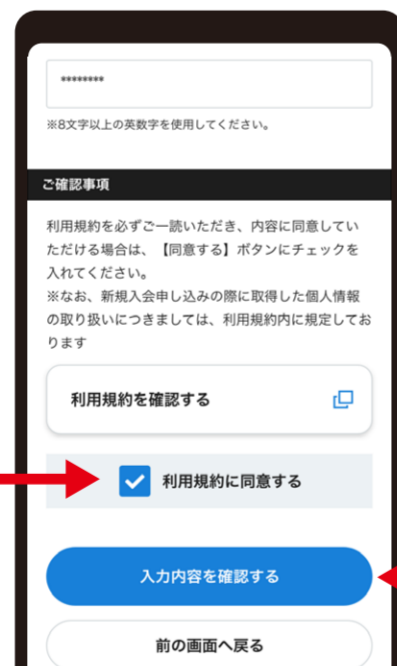 ********
※8文字以上の英数字を使用してください。
ご確認事項
利用規約を必ずご一読いただき、内容に同意してい
ただける場合は、【同意する】ボタンにチェックを
入れてください。
※なお、新規入会申し込みの際に取得した個人情報
の取り扱いにつきましては、利用規約内に規定してお
ります
利用規約を確認する
利用規約に同意する
入力内容を確認する
前の画面へ戻る